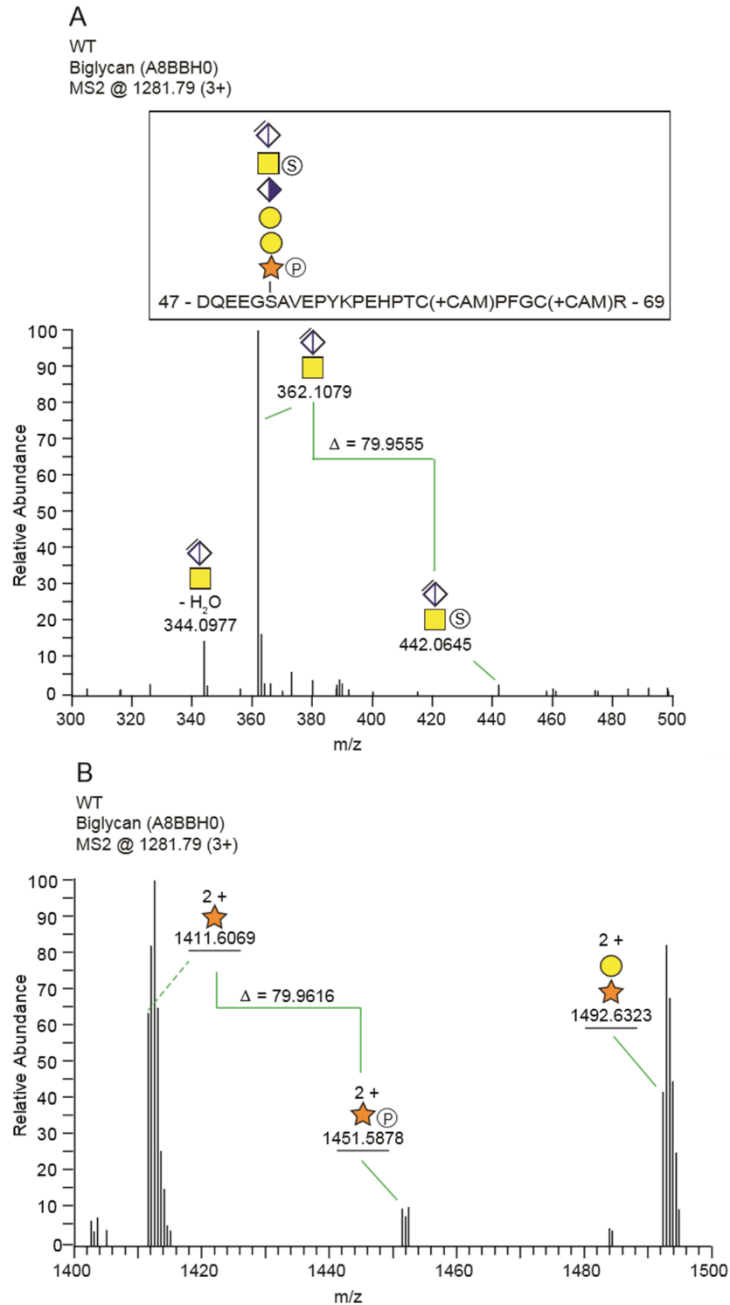 A
WT
Biglycan (A8BBH0)
MS2 @ 1281.79 (3+)
S
P
47 - DQEEGSAVEPYKPEHPTC(+CAM)PFGC(+CAM)R - 69
100
90
80
70
60
50
40
30
20
10
0
Relative Abundance
362.1079
Δ = 79.9555
- H2O
344.0977
S
442.0645
300 320 340 360 380 400 420 440 460 480 500
m/z
B
WT
Biglycan (A8BBH0)
MS2 @ 1281.79 (3+)
100
90
80
70
60
50
40
30
20
10
0
Relative Abundance
2 +
1411.6069
Δ = 79.9616
2 +
P
1451.5878
2 +
1492.6323
1400 1420 1440 1460 1480 1500
m/z